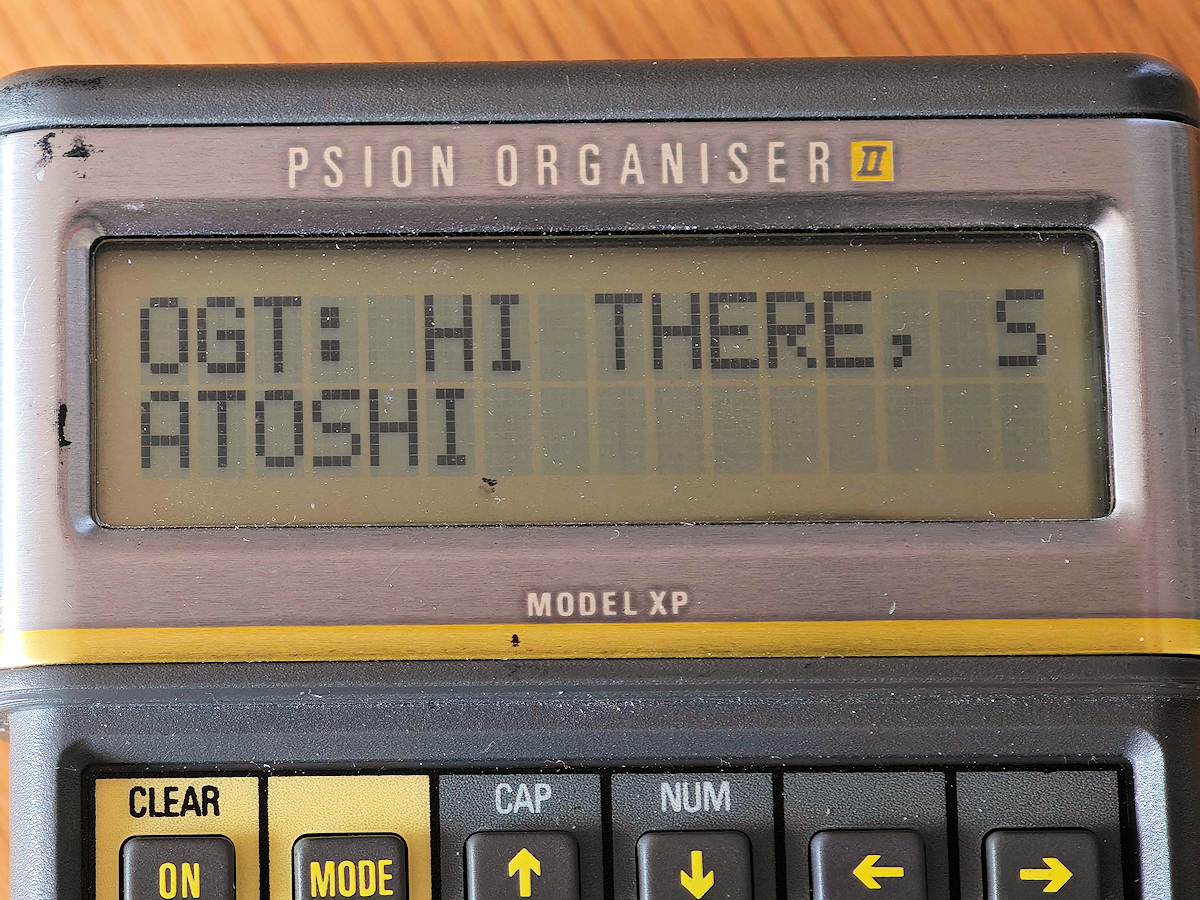 PSION ORGANISER II
OGT: HI THERE, S
ATOSHI
MODEL XP
CLEAR CAP NUM
ON MODE ↑ ↓ ← →